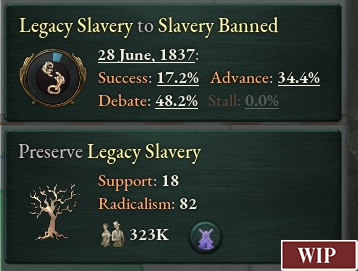 Legacy Slavery to Slavery Banned
28 June, 1837:
Success: 17.2% Advance: 34.4%
Debate: 48.2% Stall: 0.0%
Preserve Legacy Slavery
Support: 18
Radicalism: 82
323K
WIP